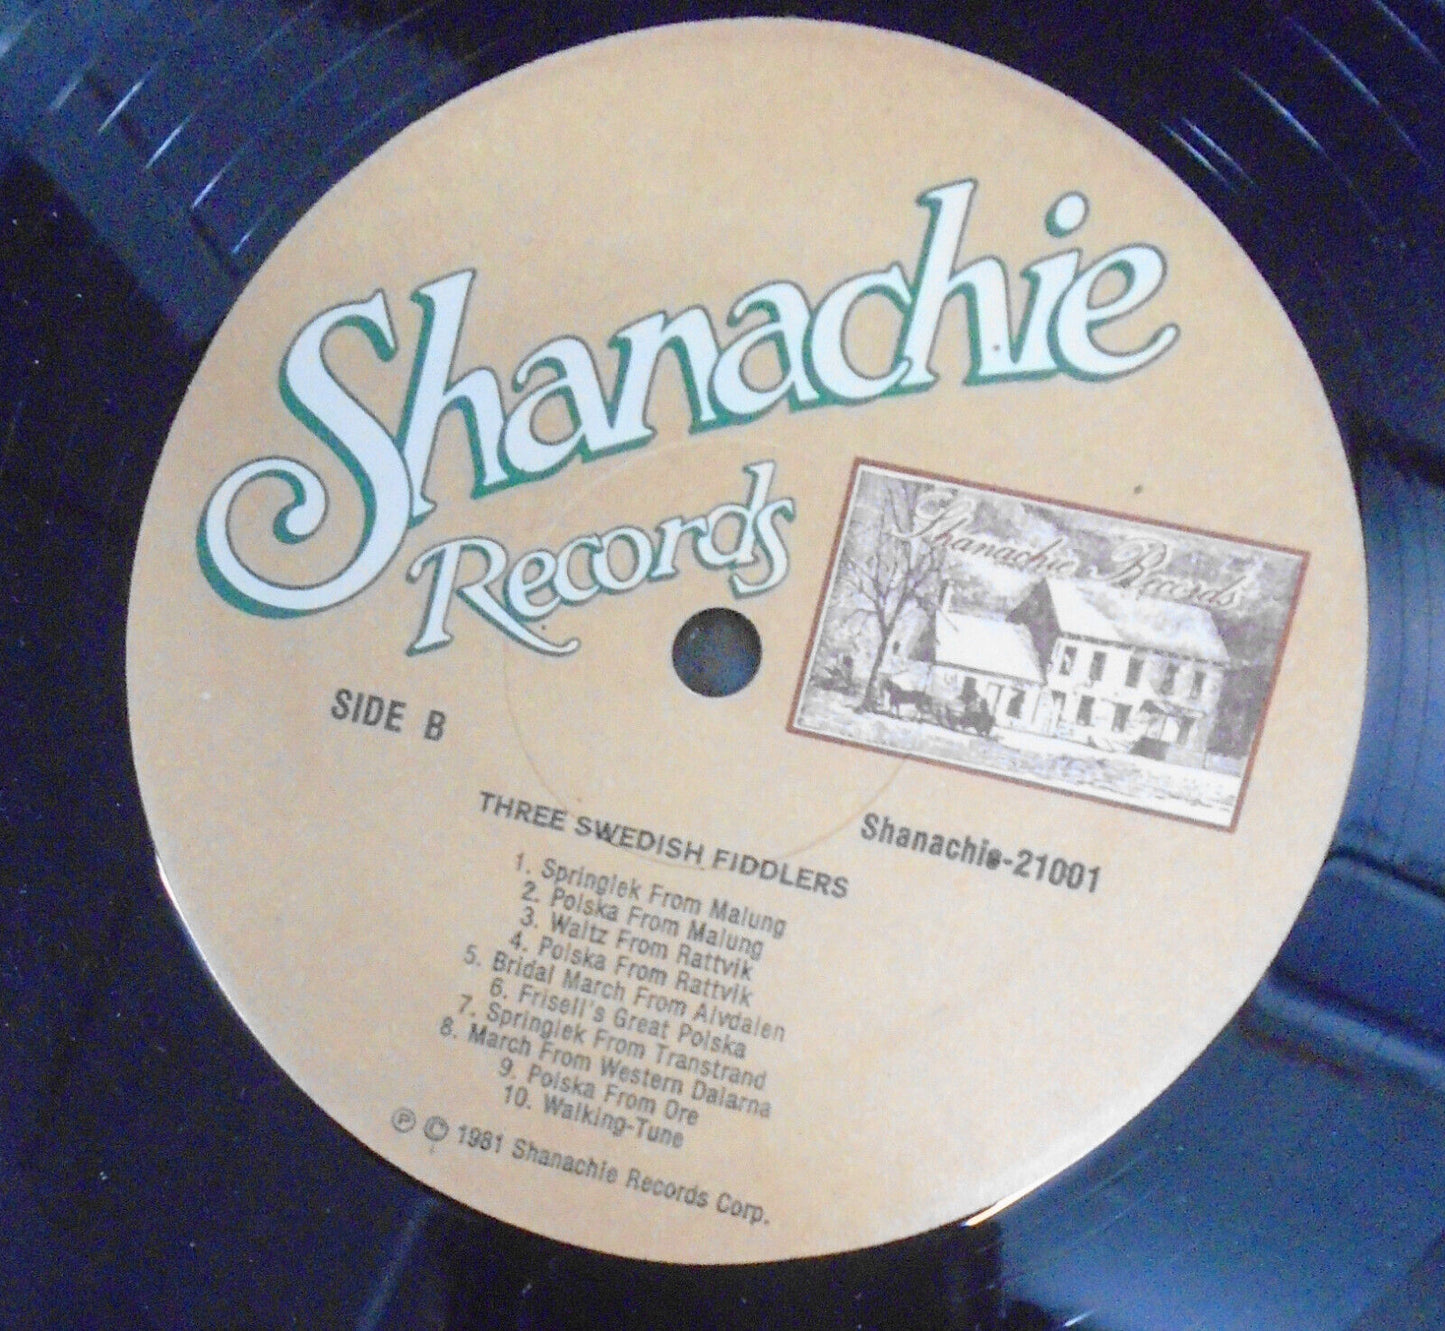 Shanachie
Records
Shanachie Records
SIDE B
Shanachie-21001
THREE SWEDISH FIDDLERS
1. Springlek From Malung
2. Polska From Malung
3. Waltz From Rattvik
4. Polska From Rattvik
5. Bridal March From Alvdalen
6. Frisell's Great Polska
7. Springlek From Transtrand
8. March From Western Dalarna
9. Polska From Ore
10. Walking-Tune
Ⓟ © 1981 Shanachie Records Corp.